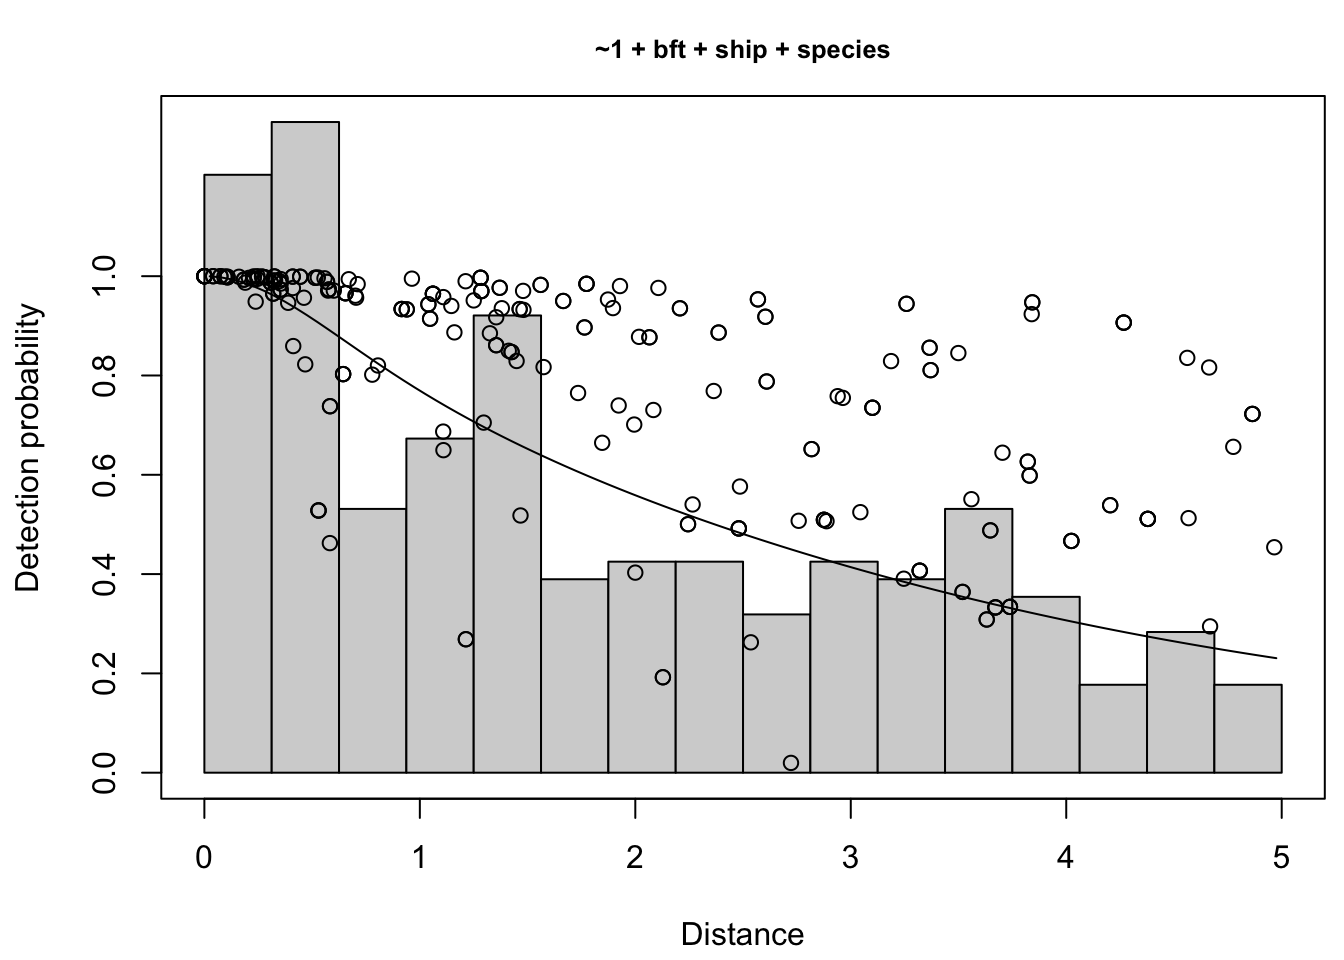 ~1 + bft + ship + species
Detection probability
1.0
0.8
0.6
0.4
0.2
0.0
0 1 2 3 4 5
Distance